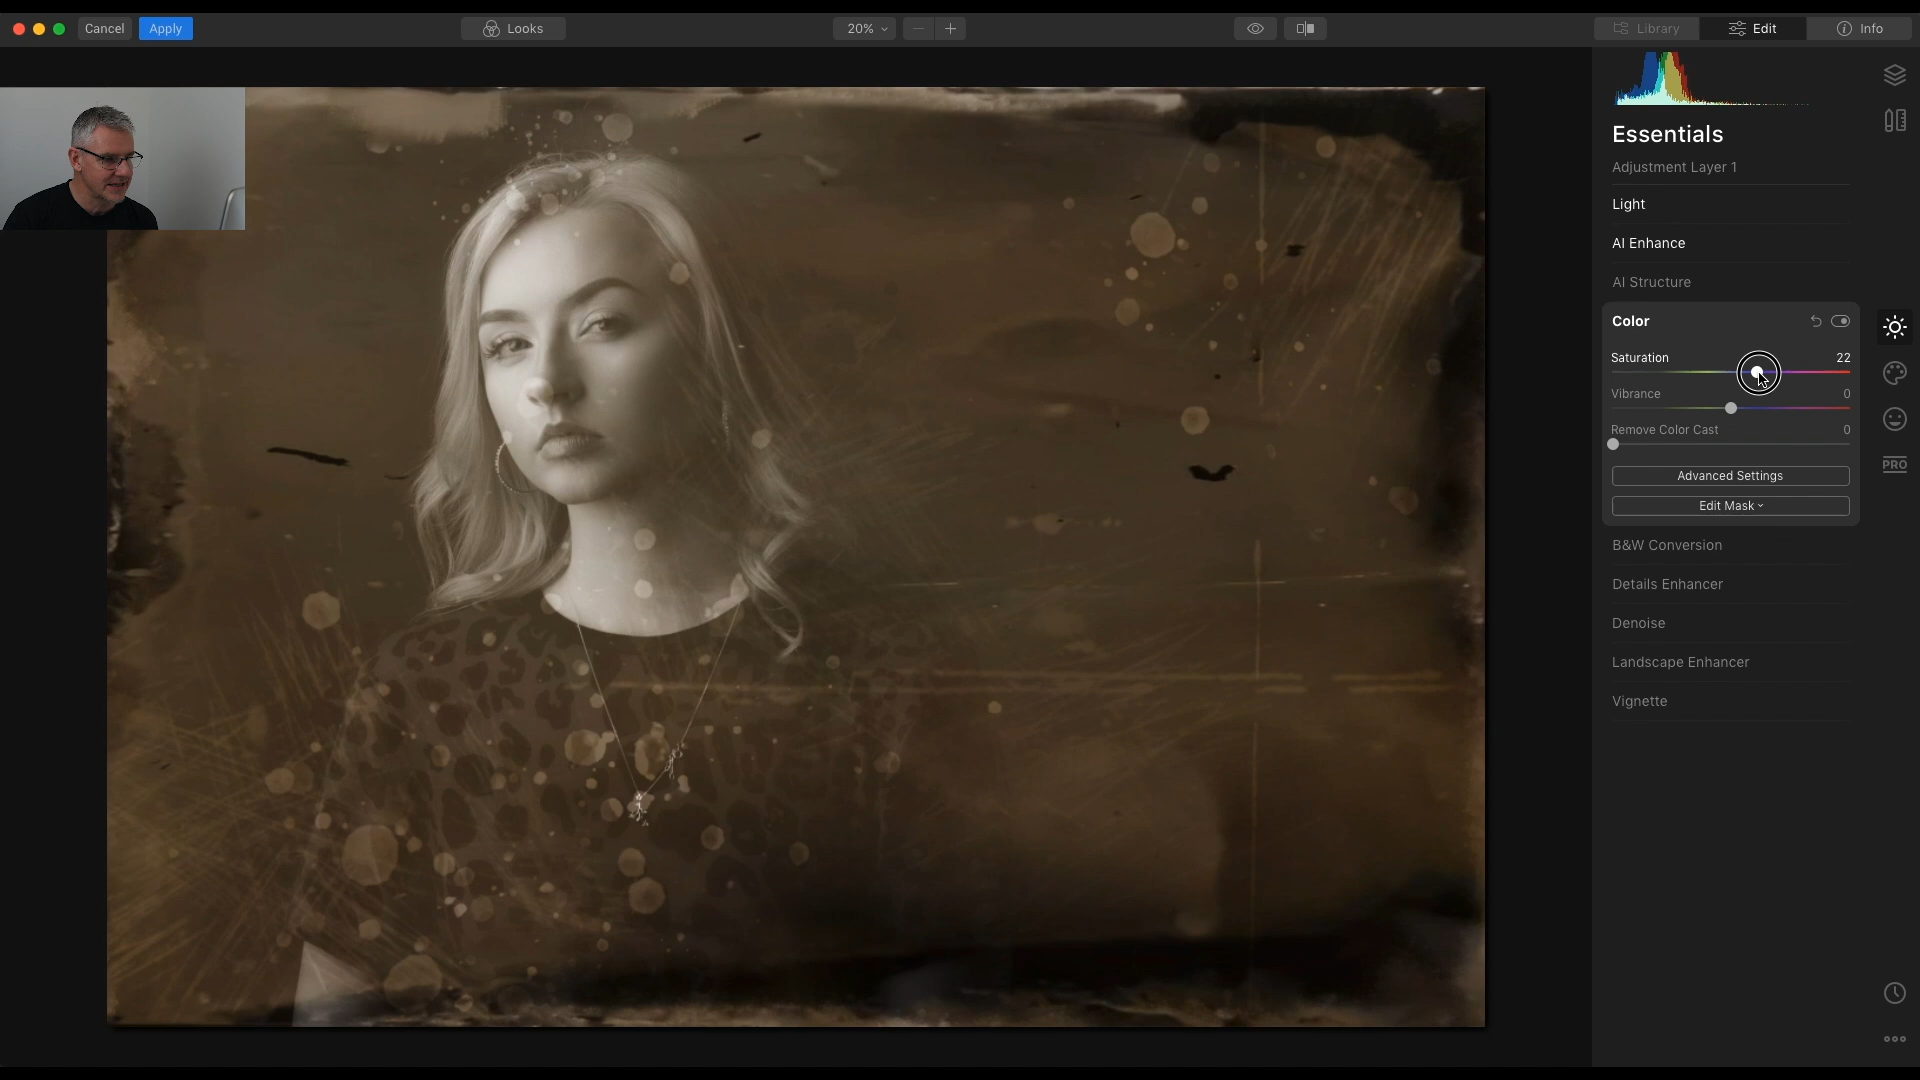 Cancel
Apply
Looks
20%
Library
Edit
Info
Essentials
Adjustment Layer 1
Light
AI Enhance
AI Structure
Color
Saturation 22
Vibrance 0
Remove Color Cast 0
Advanced Settings
Edit Mask
B&W Conversion
Details Enhancer
Denoise
Landscape Enhancer
Vignette
PRO